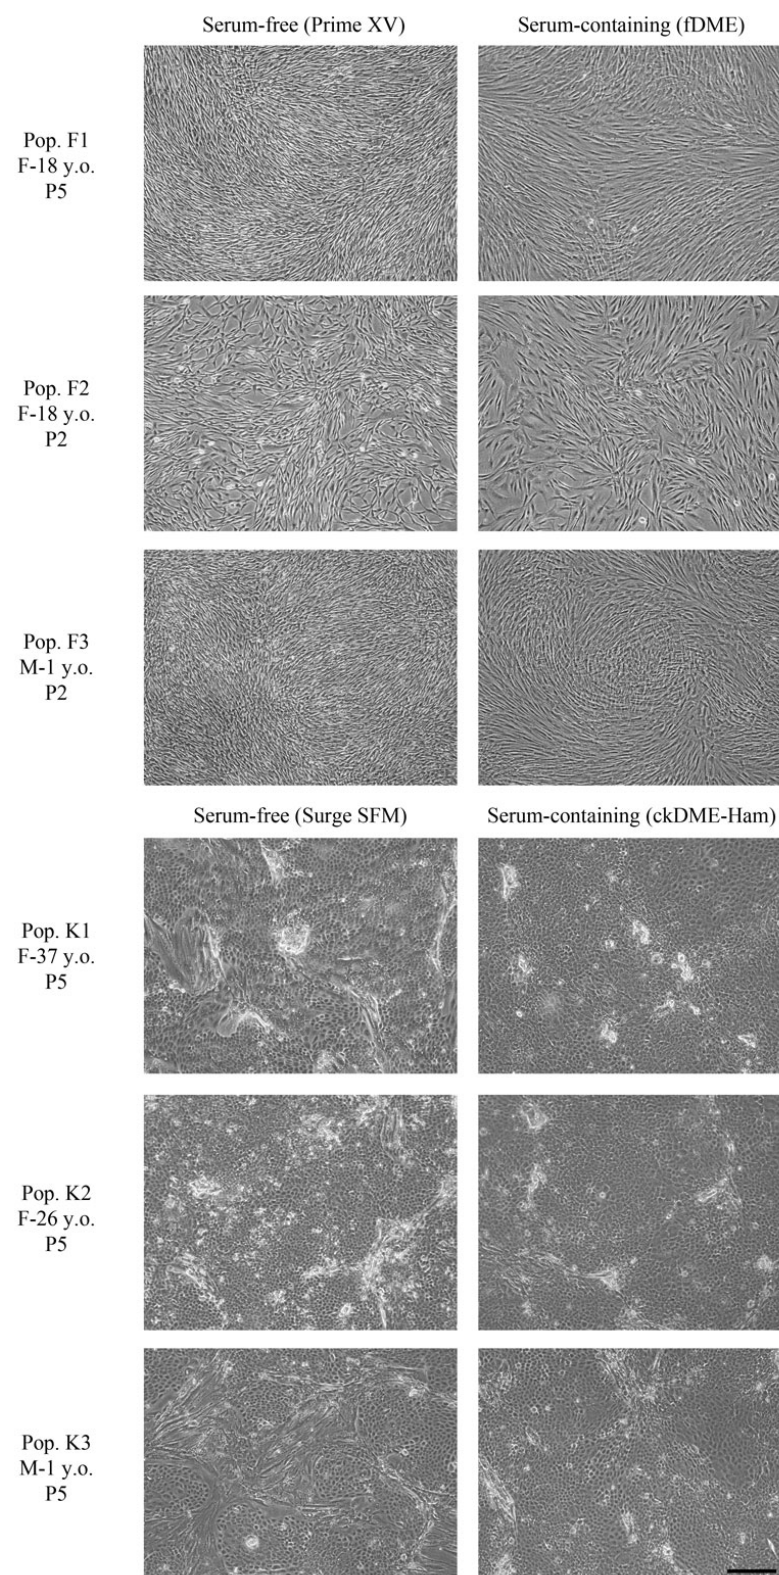 Serum-free (Prime XV) Serum-containing (fDME)
Pop. F1
F-18 y.o.
P5
Pop. F2
F-18 y.o.
P2
Pop. F3
M-1 y.o.
P2
Serum-free (Surge SFM) Serum-containing (ckDME-Ham)
Pop. K1
F-37 y.o.
P5
Pop. K2
F-26 y.o.
P5
Pop. K3
M-1 y.o.
P5